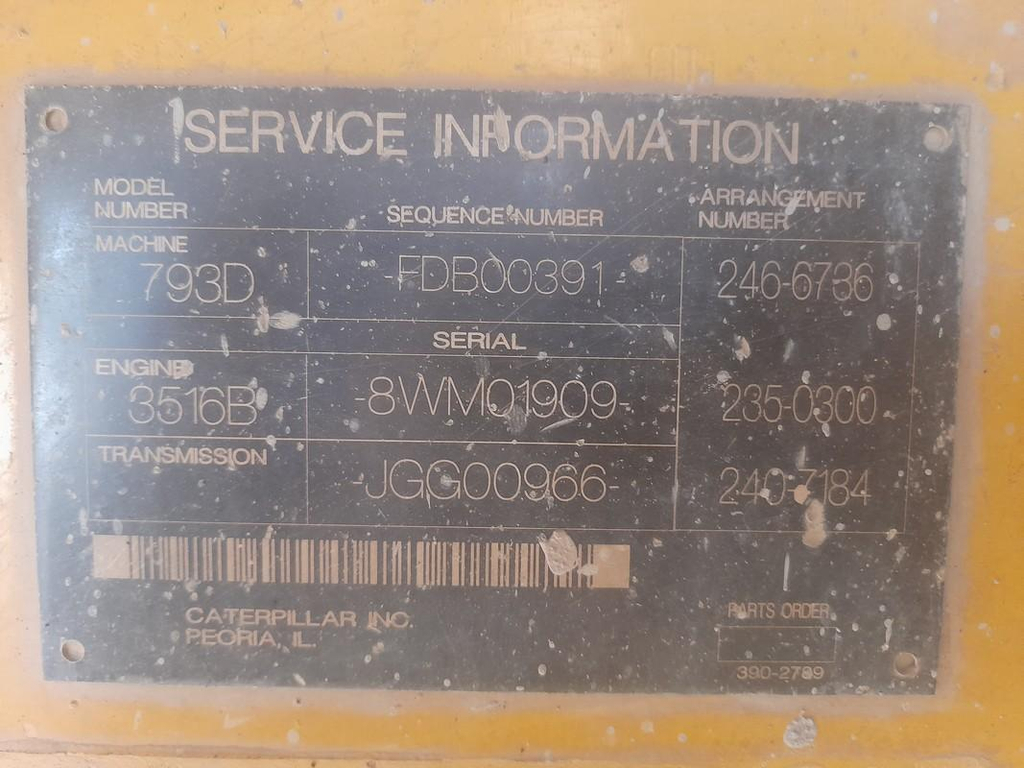 SERVICE INFORMATION
MODEL NUMBER
SEQUENCE NUMBER
ARRANGEMENT NUMBER
MACHINE
793D
-FDB00391-
246-6736
SERIAL
ENGINE
3516B
-8WM01909-
235-0300
TRANSMISSION
-JGG00966-
240-7184
CATERPILLAR INC.
PEORIA, IL.
PARTS ORDER
390-2789